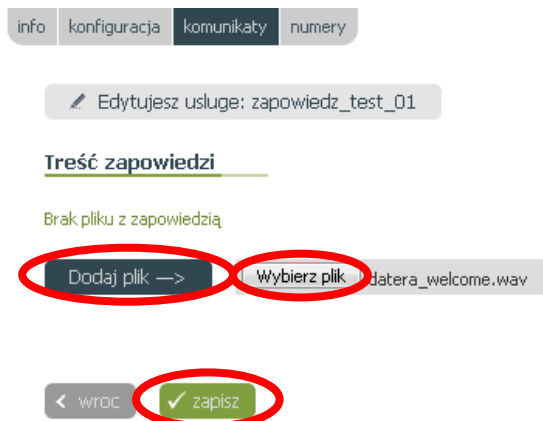 info konfiguracja komunikaty numery
Edytujesz usluge: zapowiedz_test_01
Treść zapowiedzi
Brak pliku z zapowiedzią
Dodaj plik —> Wybierz plik datera_welcome.wav
< wroc ✓ zapisz